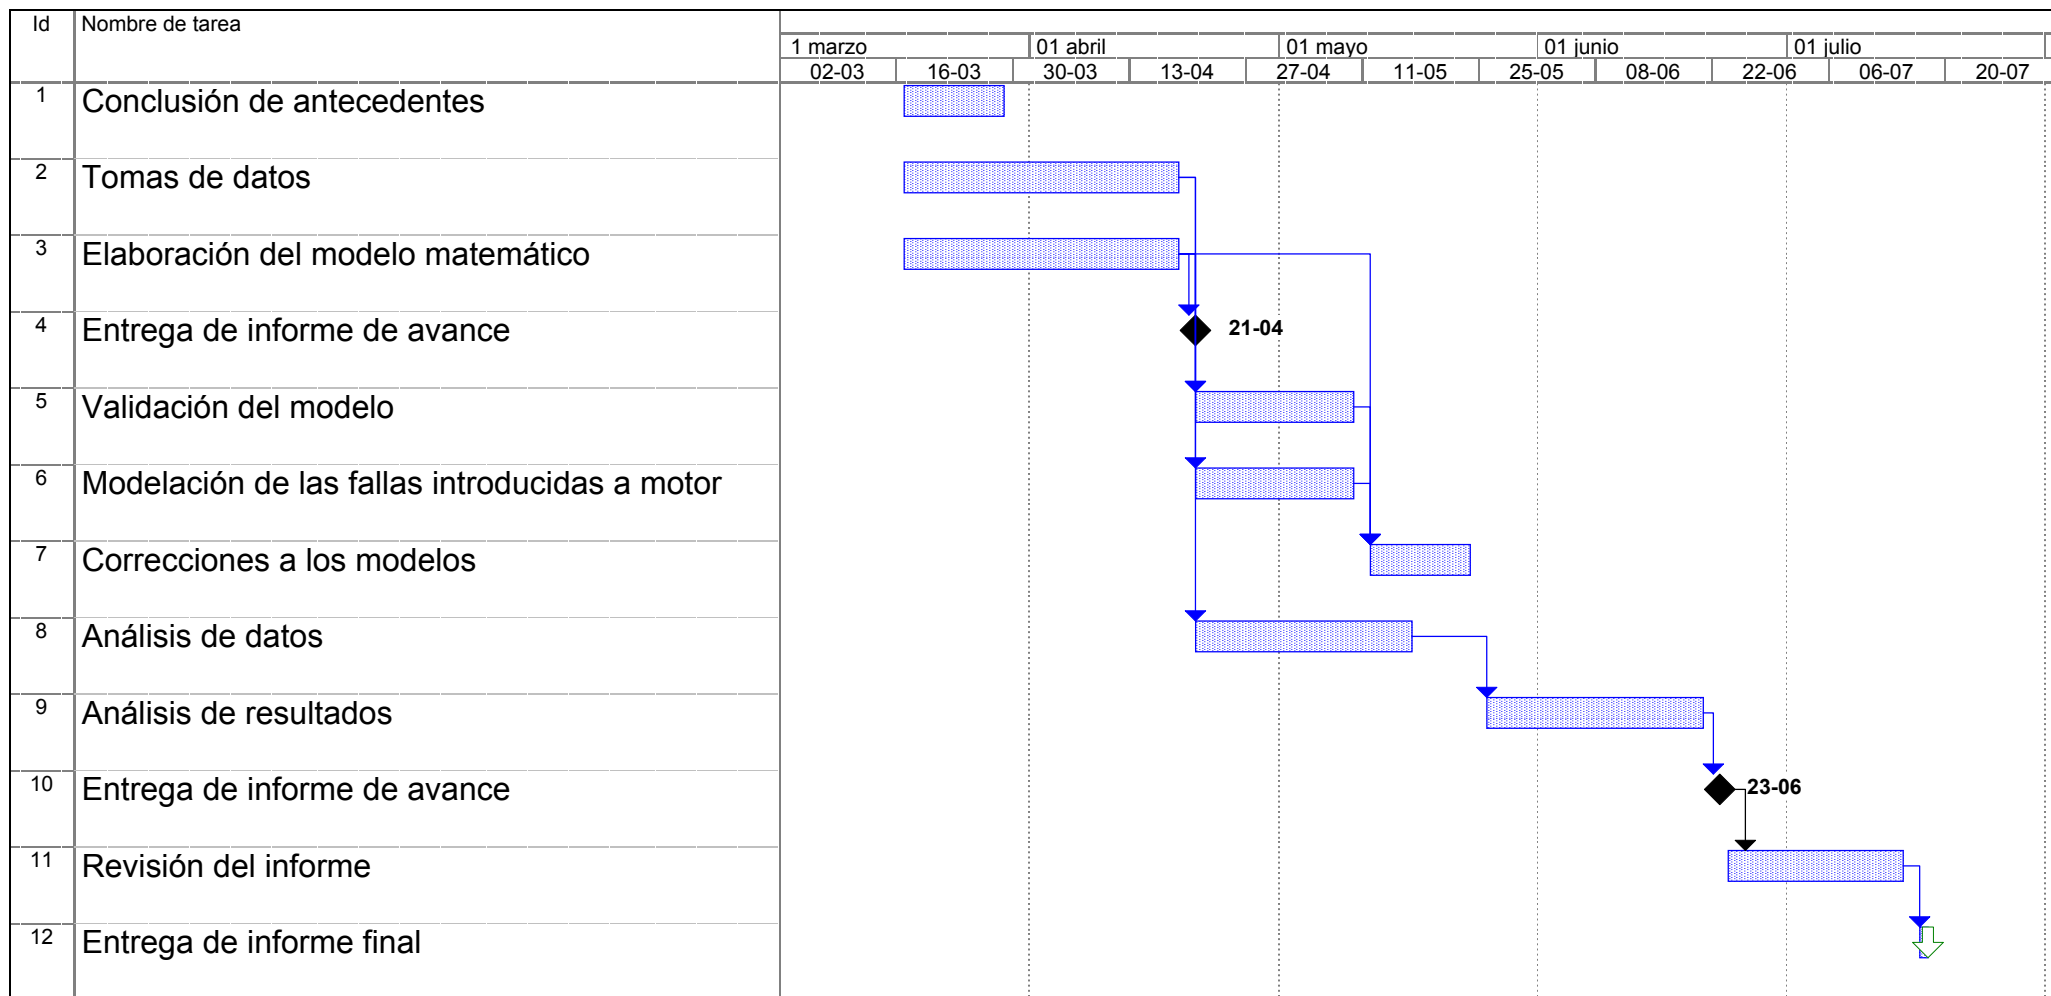 Id Nombre de tarea
1 marzo 01 abril 01 mayo 01 junio 01 julio
02-03 16-03 30-03 13-04 27-04 11-05 25-05 08-06 22-06 06-07 20-07
1 Conclusión de antecedentes
2 Tomas de datos
3 Elaboración del modelo matemático
4 Entrega de informe de avance 21-04
5 Validación del modelo
6 Modelación de las fallas introducidas a motor
7 Correcciones a los modelos
8 Análisis de datos
9 Análisis de resultados
10 Entrega de informe de avance 23-06
11 Revisión del informe
12 Entrega de informe final